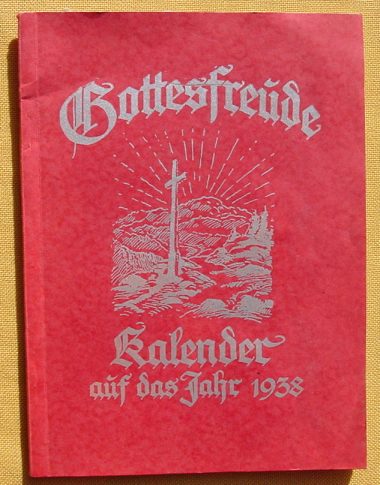 Gottesfreude
Kalender
auf das Jahr 1938